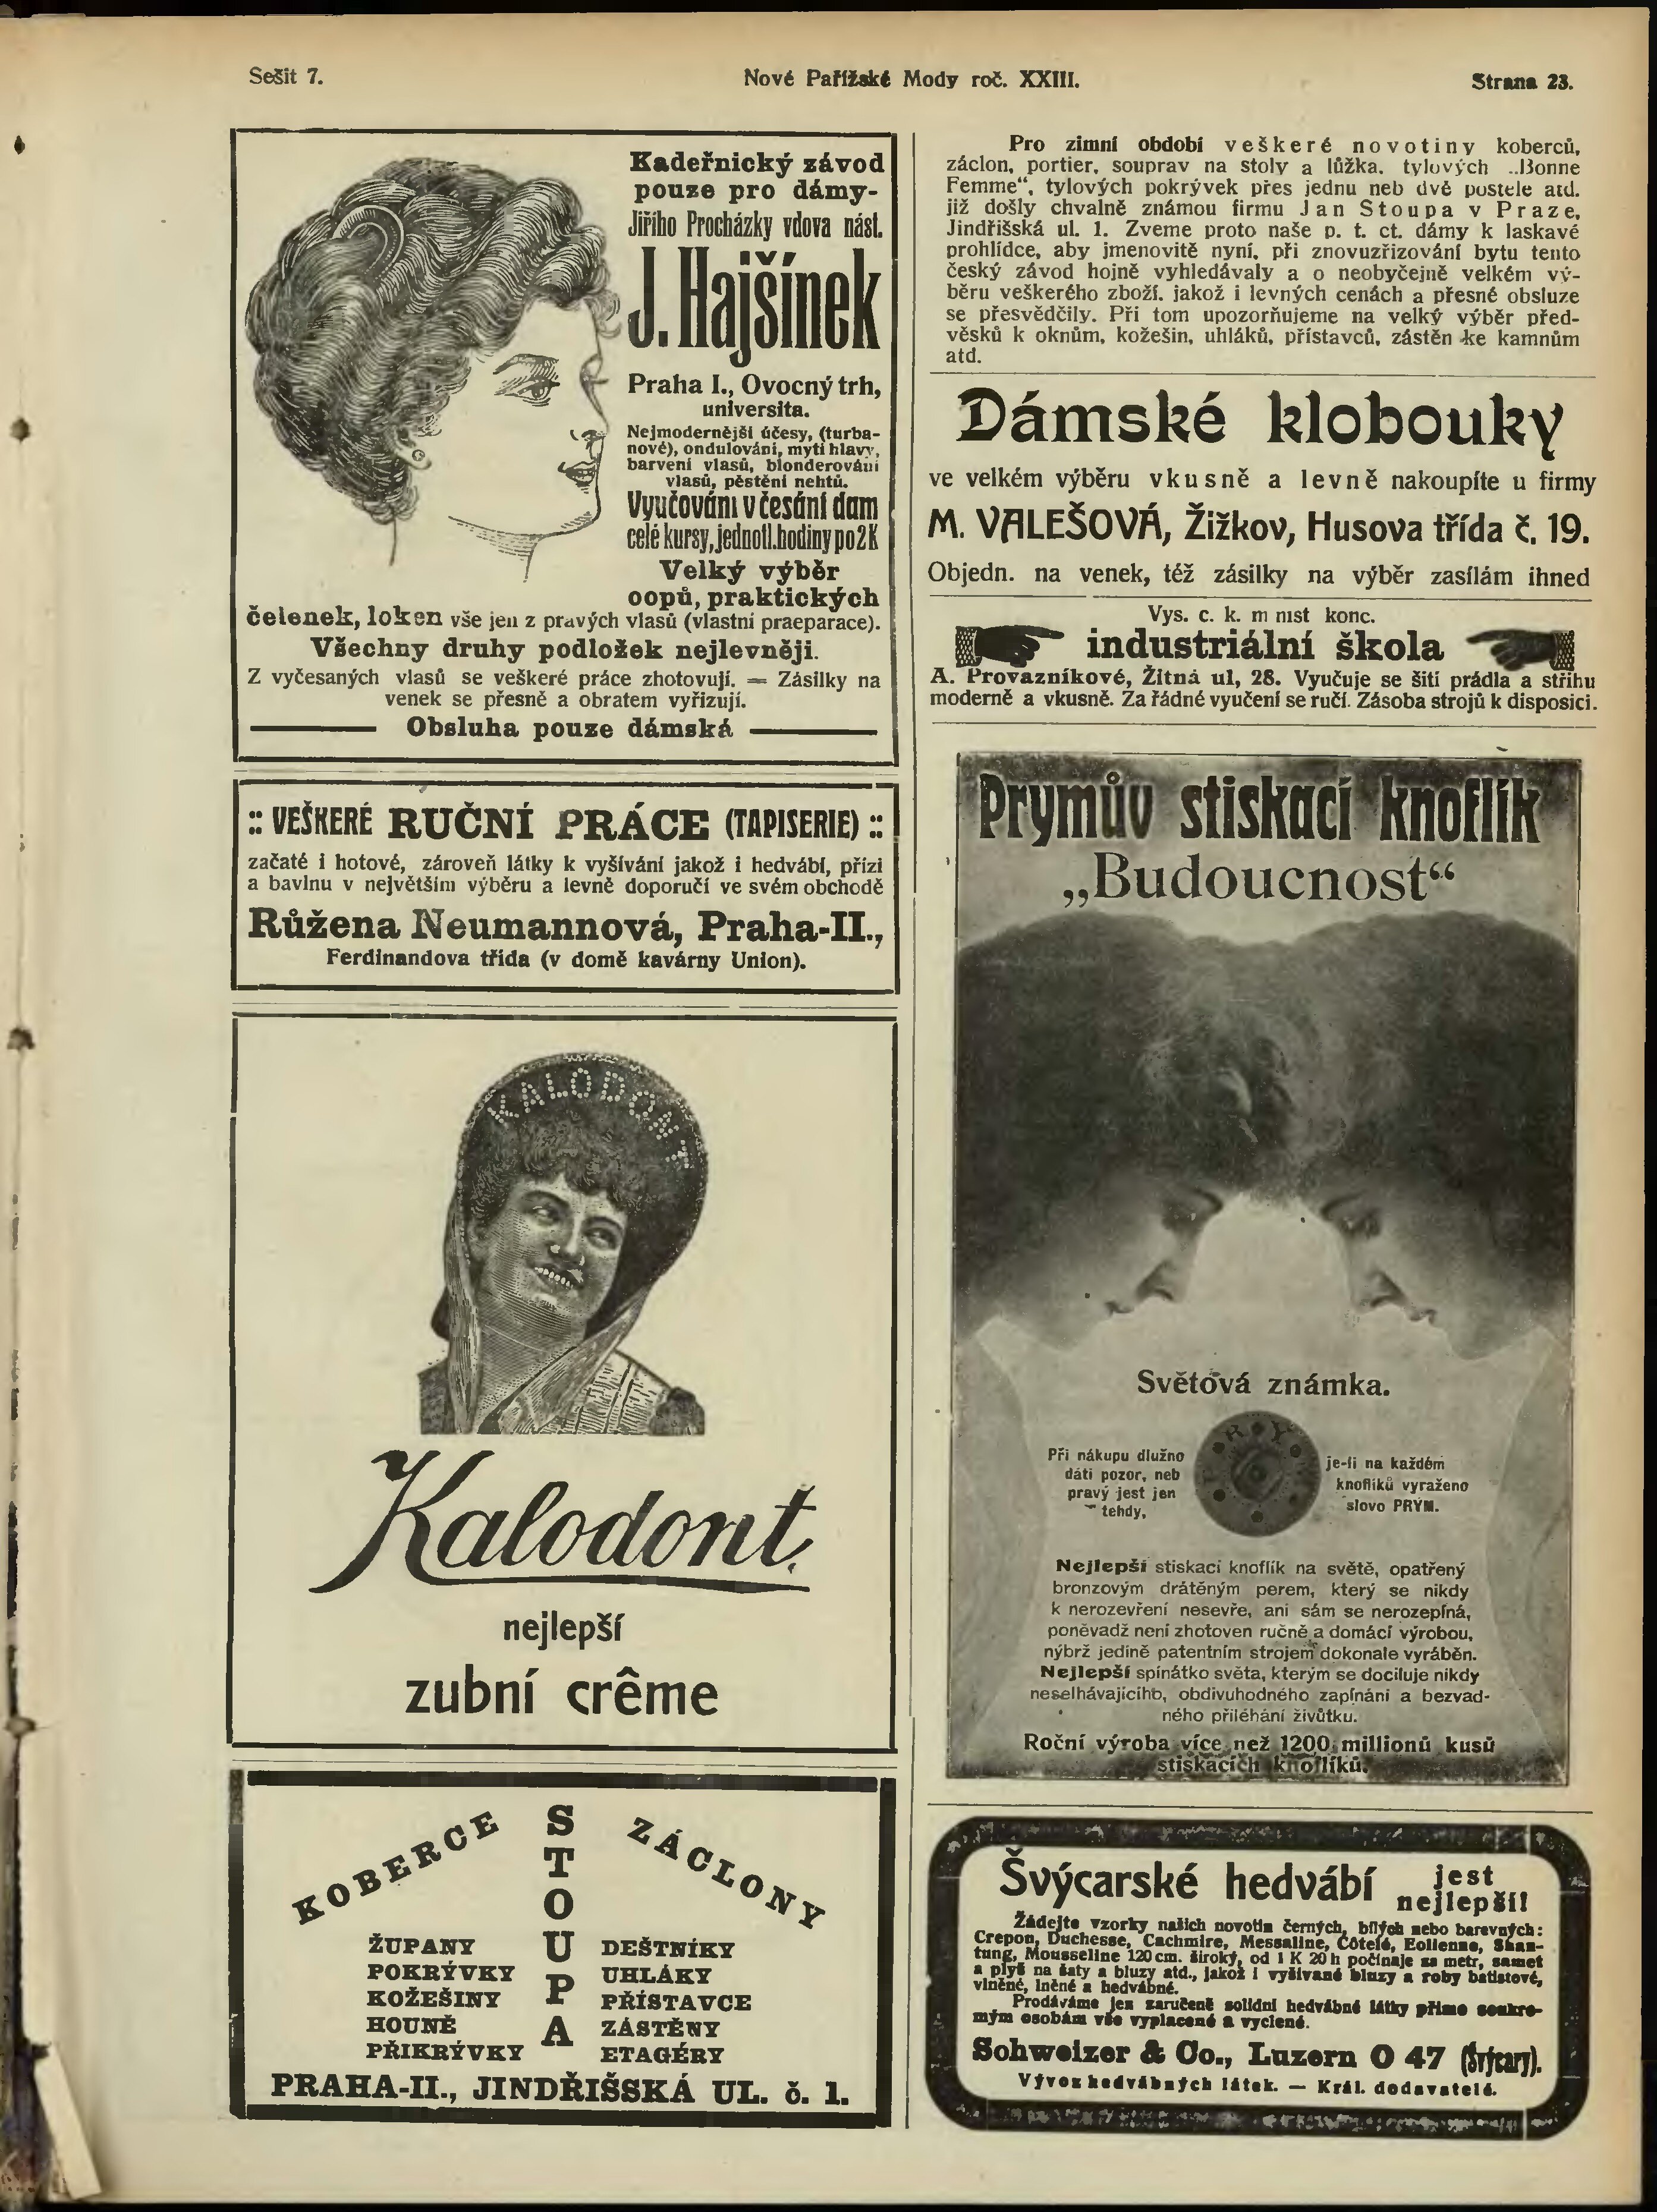 Sešit 7.
Nové Pařížské Mody roč. XXIII.
Strana 23.
Kadeřnický závod
pouze pro dámy-
Jiřího Procházky vdova nást.
J. Hajšínek
Praha I., Ovocný trh,
universita.
Nejmodernější účesy, (turba-
nové), ondulování, mytí hlavy,
barvení vlasů, blonderování
vlasů, pěstění nehtů.
Vyučování v česání dam
celé kursy, jednotl. hodiny po 2 K
Velký výběr
copů, praktických
čelenek, loken vše jen z pravých vlasů (vlastní praeparace).
Všechny druhy podložek nejlevněji.
Z vyčesaných vlasů se veškeré práce zhotovují. = Zásilky na
venek se přesně a obratem vyřizují.
Obsluha pouze dámská
:: VEŠKERÉ RUČNÍ PRÁCE (TAPISERIE) ::
začaté i hotové, zároveň látky k vyšívání jakož i hedvábí, přízi
a bavlnu v největším výběru a levně doporučí ve svém obchodě
Růžena Neumannová, Praha-II.,
Ferdinandova třída (v domě kavárny Union).
KALODONT
Kalodont.
nejlepší
zubní crême
KOBERCE
STOUPA
ZÁCLONY
ŽUPANY
POKRÝVKY
KOŽEŠINY
HOUNĚ
PŘIKRÝVKY
DEŠTNÍKY
UHLÁKY
PŘÍSTAVCE
ZÁSTĚNY
ETAGÉRY
PRAHA-II., JINDŘIŠSKÁ UL. č. 1.
Pro zimní období veškeré novotiny koberců,
záclon, portier, souprav na stoly a lůžka, tylových „Bonne
Femme“, tylových pokrývek přes jednu neb dvě postele atd.
již došly chvalně známou firmu Jan Stoupa v Praze,
Jindřišská ul. 1. Zveme proto naše p. t. ct. dámy k laskavé
prohlídce, aby jmenovitě nyní, při znovuzřizování bytu tento
český závod hojně vyhledávaly a o neobyčejně velkém vý-
běru veškerého zboží, jakož i levných cenách a přesné obsluze
se přesvědčily. Při tom upozorňujeme na velký výběr před-
věsků k oknům, kožešin, uhláků, přístavců, zástěn ke kamnům
atd.
Dámské klobouky
ve velkém výběru vkusně a levně nakoupíte u firmy
M. VALEŠOVÁ, Žižkov, Husova třída č. 19.
Objedn. na venek, též zásilky na výběr zasílám ihned
Vys. c. k. m nist konc.
industriální škola
A. Provazníkové, Žitná ul, 28. Vyučuje se šití prádla a střihu
moderně a vkusně. Za řádné vyučení se ručí. Zásoba strojů k disposici.
Prymův stiskací knoflík
„Budoucnost“
Světová známka.
Při nákupu dlužno
dáti pozor, neb
pravý jest jen
tehdy,
je-li na každém
knoflíků vyraženo
slovo PRYM.
Nejlepší stiskací knoflík na světě, opatřený
bronzovým drátěným perem, který se nikdy
k nerozevření nesevře, ani sám se nerozepíná,
poněvadž není zhotoven ručně a domácí výrobou,
nýbrž jedině patentním strojem dokonale vyráběn.
Nejlepší spínátko světa, kterým se dociluje nikdy
neselhávajícího, obdivuhodného zapínání a bezvad-
ného přiléhání živůtku.
Roční výroba více než 1200 millionů kusů
stiskacích knoflíků.
Švýcarské hedvábí jest
nejlepší!
Žádejte vzorky našich novotin černých, bílých nebo barevných:
Crepon, Duchesse, Cachmire, Messaline, Côtelé, Eolienne, Shan-
tung, Mousseline 120 cm. široký, od 1 K 20 h počínaje za metr, samet
a plyš na šaty a bluzy atd., jakož i vyšívané bluzy a roby batistové,
vlněné, lněné a hedvábné.
Prodáváme jen zaručeně solidní hedvábné látky přímo soukro-
mým osobám vše vyplacené a vyclené.
Schweizer & Co., Luzern O 47 (Švýcary).
Vývoz hedvábných látek. — Král. dodavatelé.